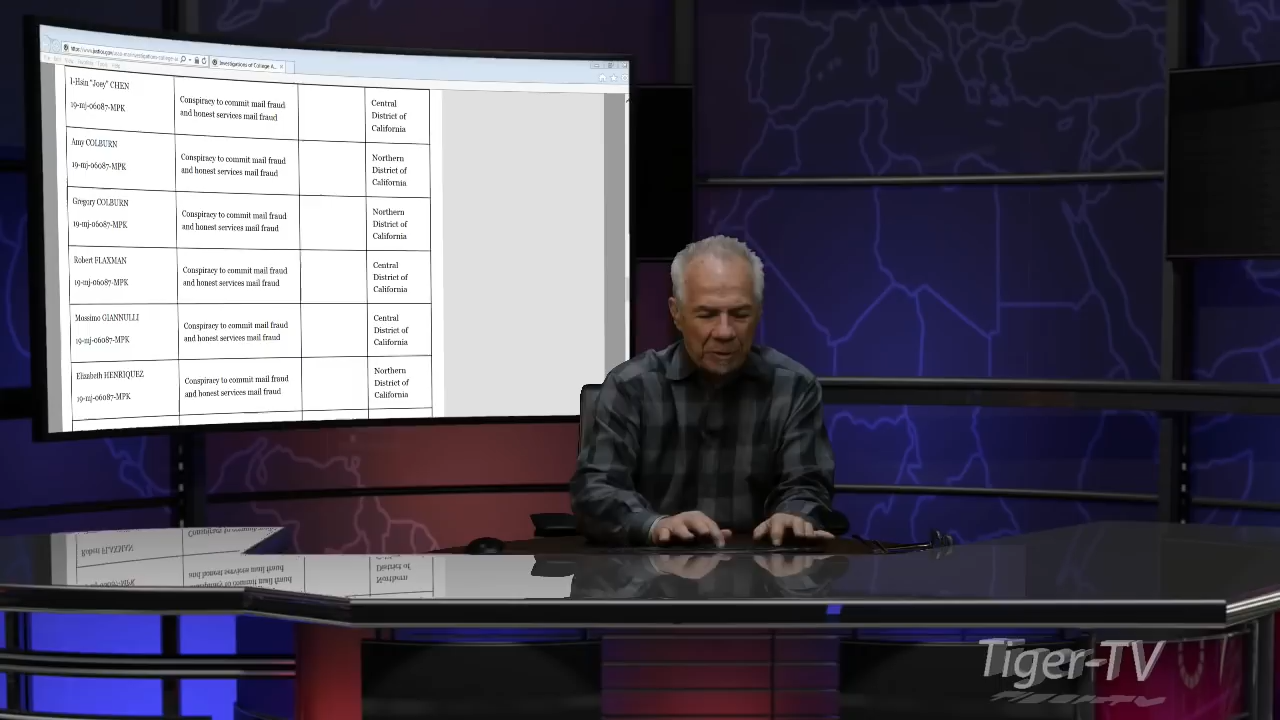 Investigations of College A...
I-Hsin "Joey" CHEN
19-mj-06087-MPK
Conspiracy to commit mail fraud
and honest services mail fraud
Central
District of
California
Amy COLBURN
19-mj-06087-MPK
Conspiracy to commit mail fraud
and honest services mail fraud
Northern
District of
California
Gregory COLBURN
19-mj-06087-MPK
Conspiracy to commit mail fraud
and honest services mail fraud
Northern
District of
California
Robert FLAXMAN
19-mj-06087-MPK
Conspiracy to commit mail fraud
and honest services mail fraud
Central
District of
California
Mossimo GIANNULLI
19-mj-06087-MPK
Conspiracy to commit mail fraud
and honest services mail fraud
Central
District of
California
Elizabeth HENRIQUEZ
19-mj-06087-MPK
Conspiracy to commit mail fraud
and honest services mail fraud
Northern
District of
California
Tiger-TV